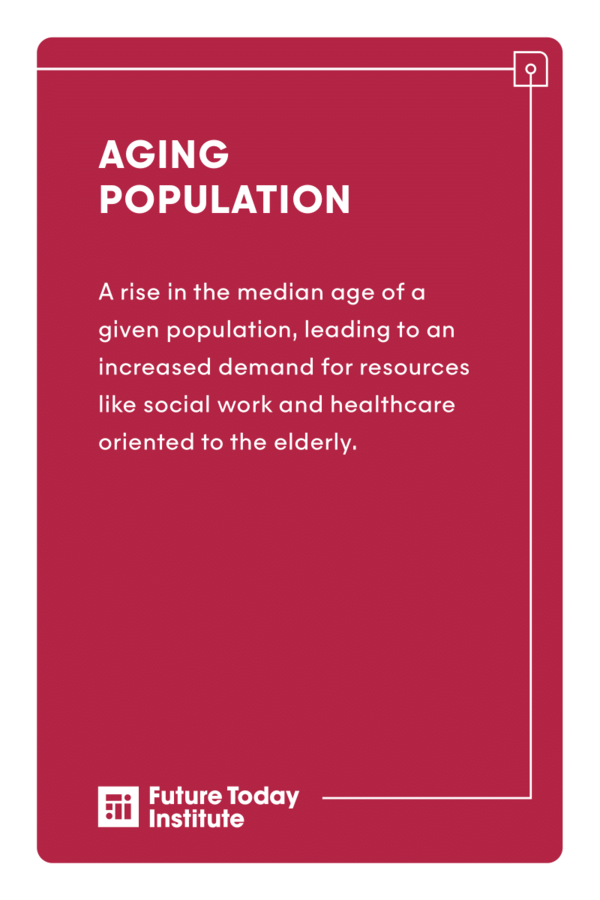 AGING
POPULATION
A rise in the median age of a
given population, leading to an
increased demand for resources
like social work and healthcare
oriented to the elderly.
Future Today
Institute